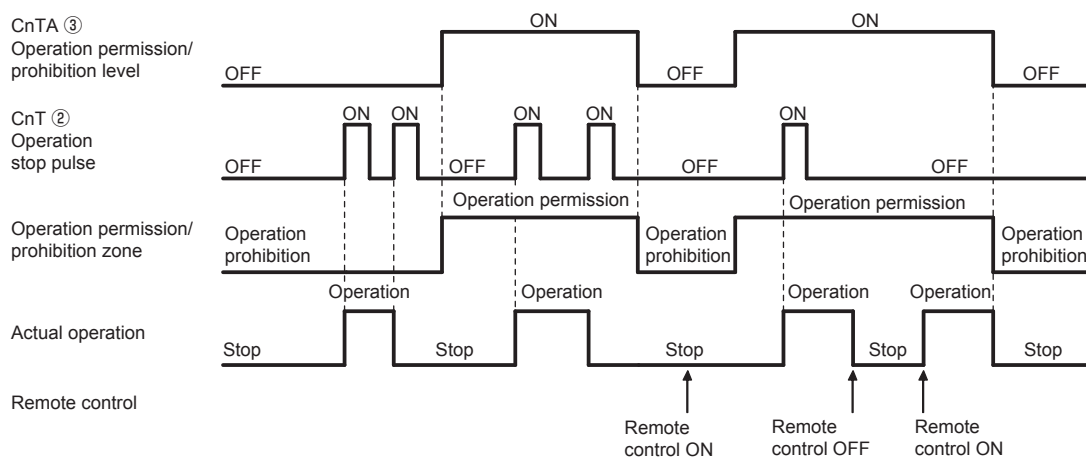 CnTA ③
Operation permission/
prohibition level
OFF
ON
OFF
ON
OFF
CnT ②
Operation
stop pulse
OFF
ON
ON
OFF
ON
ON
OFF
ON
OFF
Operation permission/
prohibition zone
Operation
prohibition
Operation permission
Operation
prohibition
Operation permission
Operation
prohibition
Actual operation
Stop
Operation
Stop
Operation
Stop
Operation
Stop
Operation
Stop
Remote control
Remote
control ON
Remote
control OFF
Remote
control ON